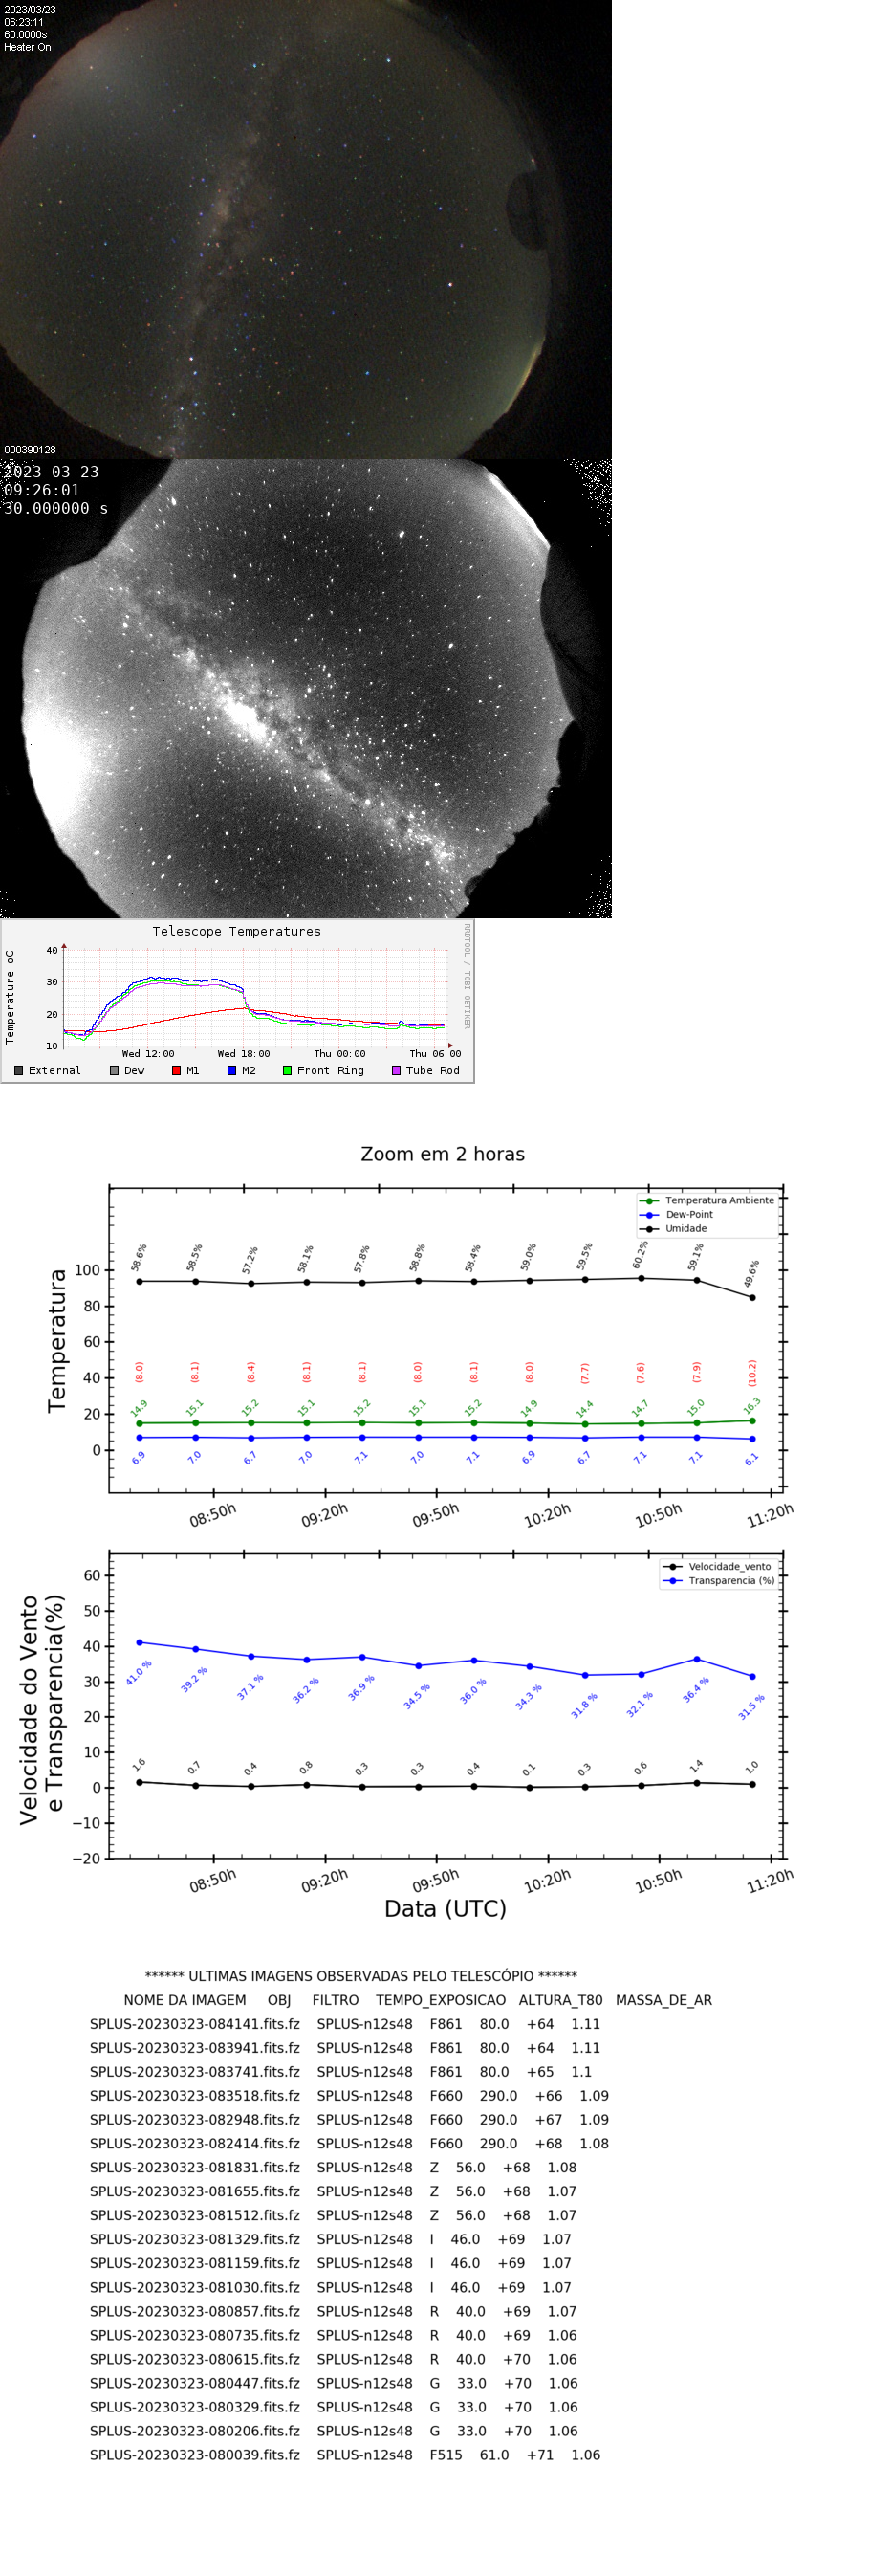 2023/03/23
06:23:11
60.0000s
Heater On
000390128
2023-03-23
09:26:01
30.000000 s
Telescope Temperatures
RRDTOOL / TOBI OETIKER
Temperature oC
40
30
20
10
Wed 12:00 Wed 18:00 Thu 00:00 Thu 06:00
External Dew M1 M2 Front Ring Tube Rod
Zoom em 2 horas
Temperatura Ambiente
Dew-Point
Umidade
Temperatura
100
80
60
40
20
0
58.6% 58.5% 57.2% 58.1% 57.8% 58.8% 58.4% 59.0% 59.5% 60.2% 59.1% 49.6%
(8.0) (8.1) (8.4) (8.1) (8.1) (8.0) (8.1) (8.0) (7.7) (7.6) (7.9) (10.2)
14.9 15.1 15.2 15.1 15.2 15.1 15.2 14.9 14.4 14.7 15.0 16.3
6.9 7.0 6.7 7.0 7.1 7.0 7.1 6.9 6.7 7.1 7.1 6.1
08:50h 09:20h 09:50h 10:20h 10:50h 11:20h
Velocidade_vento
Transparencia (%)
Velocidade do Vento
e Transparencia(%)
60
50
40
30
20
10
0
−10
−20
41.0 % 39.2 % 37.1 % 36.2 % 36.9 % 34.5 % 36.0 % 34.3 % 31.8 % 32.1 % 36.4 % 31.5 %
1.6 0.7 0.4 0.8 0.3 0.3 0.4 0.1 0.3 0.6 1.4 1.0
08:50h 09:20h 09:50h 10:20h 10:50h 11:20h
Data (UTC)
****** ULTIMAS IMAGENS OBSERVADAS PELO TELESCÓPIO ******
NOME DA IMAGEM OBJ FILTRO TEMPO_EXPOSICAO ALTURA_T80 MASSA_DE_AR
SPLUS-20230323-084141.fits.fz SPLUS-n12s48 F861 80.0 +64 1.11
SPLUS-20230323-083941.fits.fz SPLUS-n12s48 F861 80.0 +64 1.11
SPLUS-20230323-083741.fits.fz SPLUS-n12s48 F861 80.0 +65 1.1
SPLUS-20230323-083518.fits.fz SPLUS-n12s48 F660 290.0 +66 1.09
SPLUS-20230323-082948.fits.fz SPLUS-n12s48 F660 290.0 +67 1.09
SPLUS-20230323-082414.fits.fz SPLUS-n12s48 F660 290.0 +68 1.08
SPLUS-20230323-081831.fits.fz SPLUS-n12s48 Z 56.0 +68 1.08
SPLUS-20230323-081655.fits.fz SPLUS-n12s48 Z 56.0 +68 1.07
SPLUS-20230323-081512.fits.fz SPLUS-n12s48 Z 56.0 +68 1.07
SPLUS-20230323-081329.fits.fz SPLUS-n12s48 I 46.0 +69 1.07
SPLUS-20230323-081159.fits.fz SPLUS-n12s48 I 46.0 +69 1.07
SPLUS-20230323-081030.fits.fz SPLUS-n12s48 I 46.0 +69 1.07
SPLUS-20230323-080857.fits.fz SPLUS-n12s48 R 40.0 +69 1.07
SPLUS-20230323-080735.fits.fz SPLUS-n12s48 R 40.0 +69 1.06
SPLUS-20230323-080615.fits.fz SPLUS-n12s48 R 40.0 +70 1.06
SPLUS-20230323-080447.fits.fz SPLUS-n12s48 G 33.0 +70 1.06
SPLUS-20230323-080329.fits.fz SPLUS-n12s48 G 33.0 +70 1.06
SPLUS-20230323-080206.fits.fz SPLUS-n12s48 G 33.0 +70 1.06
SPLUS-20230323-080039.fits.fz SPLUS-n12s48 F515 61.0 +71 1.06